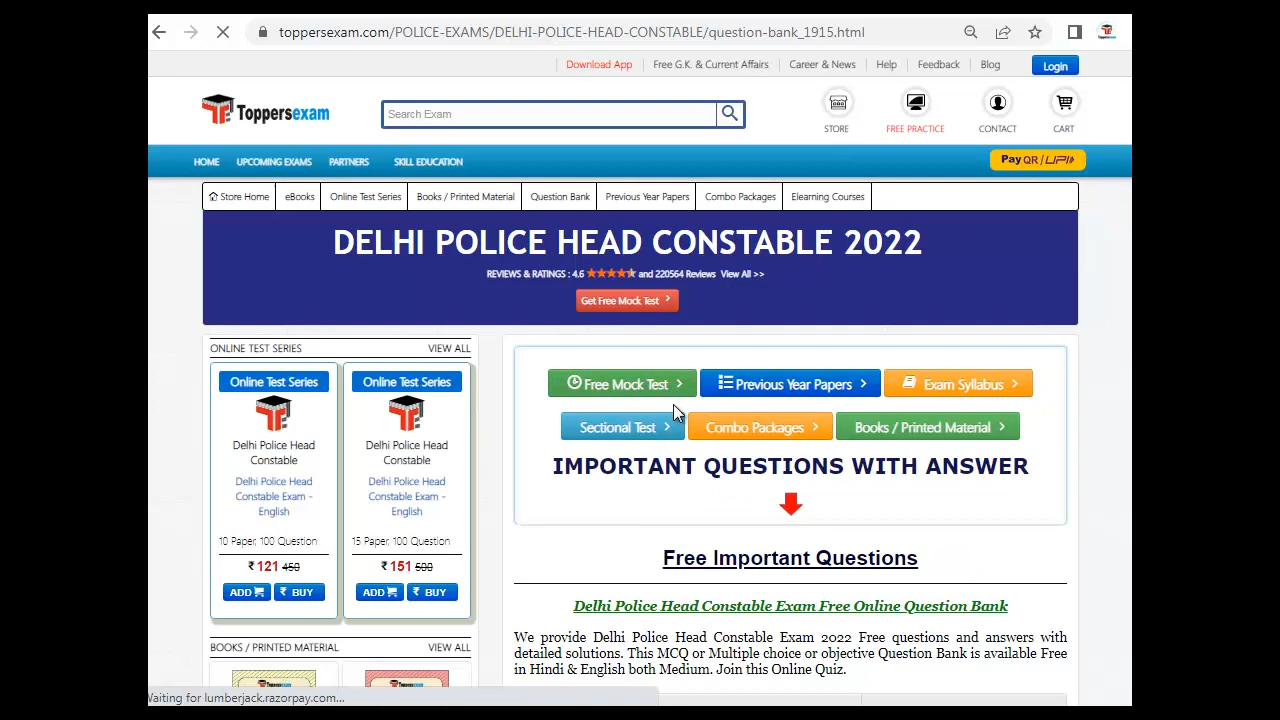 toppersexam.com/POLICE-EXAMS/DELHI-POLICE-HEAD-CONSTABLE/question-bank_1915.html
Download App Free G.K. & Current Affairs Career & News Help Feedback Blog Login
Toppersexam
Search Exam
STORE FREE PRACTICE CONTACT CART
HOME UPCOMING EXAMS PARTNERS SKILL EDUCATION Pay QR / UPI
Store Home eBooks Online Test Series Books / Printed Material Question Bank Previous Year Papers Combo Packages Elearning Courses
DELHI POLICE HEAD CONSTABLE 2022
REVIEWS & RATINGS : 4.6 and 220564 Reviews View All >>
Get Free Mock Test >
ONLINE TEST SERIES VIEW ALL
Online Test Series
Delhi Police Head
Constable
Delhi Police Head
Constable Exam -
English
10 Paper, 100 Question
₹ 121 450
ADD ₹ BUY
Online Test Series
Delhi Police Head
Constable
Delhi Police Head
Constable Exam -
English
15 Paper, 100 Question
₹ 151 500
ADD ₹ BUY
BOOKS / PRINTED MATERIAL VIEW ALL
Free Mock Test > Previous Year Papers > Exam Syllabus >
Sectional Test > Combo Packages > Books / Printed Material >
IMPORTANT QUESTIONS WITH ANSWER
Free Important Questions
Delhi Police Head Constable Exam Free Online Question Bank
We provide Delhi Police Head Constable Exam 2022 Free questions and answers with
detailed solutions. This MCQ or Multiple choice or objective Question Bank is available Free
in Hindi & English both Medium. Join this Online Quiz.
Waiting for lumberjack.razorpay.com...